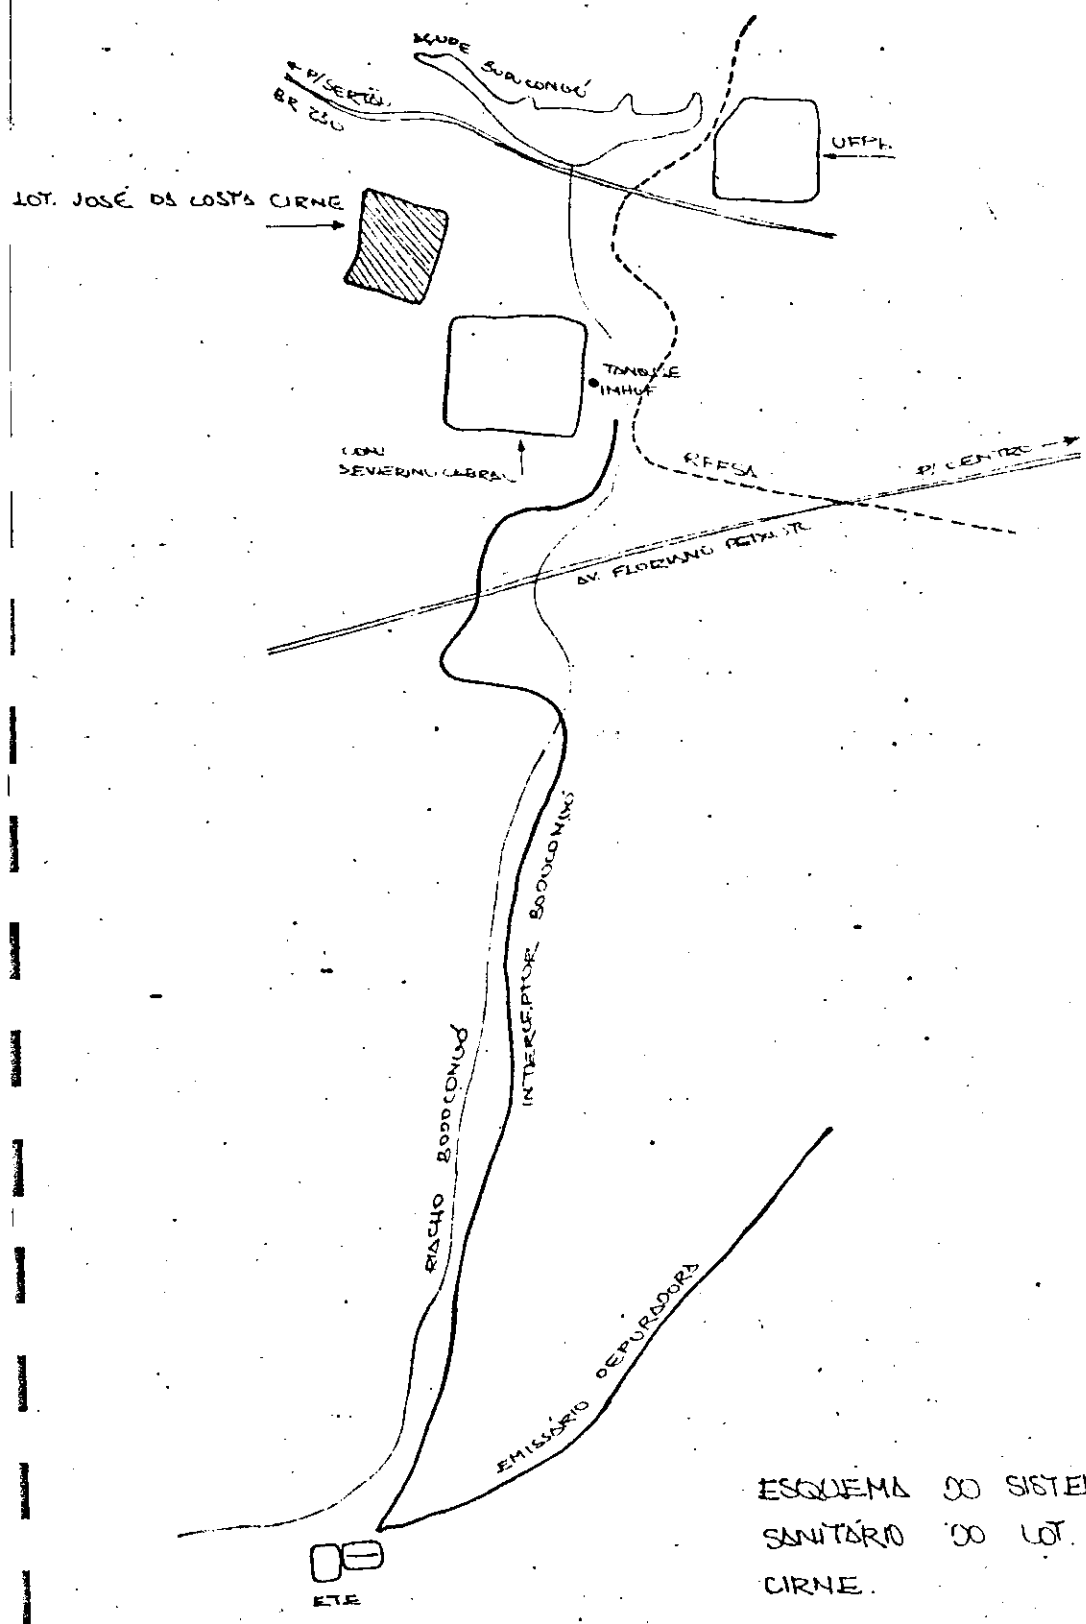 AÇUDE BODOCONGÓ
← P/SERTÃO
BR 230
UFPb.
LOT. JOSÉ DA COSTA CIRNE
TANQUE
IMHOF
CONJ
SEVERINO CABRAL
RFFSA
P/ CENTRO →
AV. FLORIANO PEIXOTO
INTERCEPTOR BODOCONGÓ
RIACHO BODOCONGÓ
EMISSÁRIO DEPURADORA
ETE
ESQUEMA DO SISTE
SANITÁRIO DO LOT.
CIRNE.